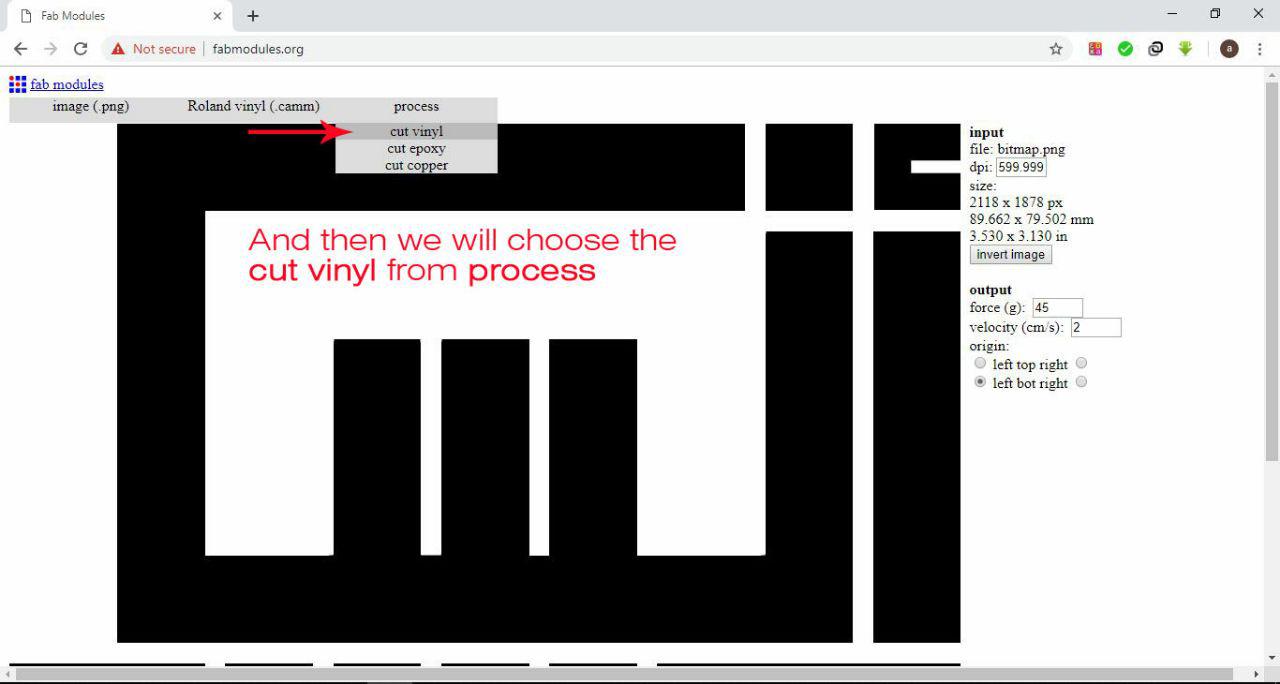 Fab Modules
Not secure
fabmodules.org
a
fab modules
image (.png)
Roland vinyl (.camm)
process
cut vinyl
cut epoxy
cut copper
And then we will choose the
cut vinyl from process
input
file: bitmap.png
dpi: 599.999
size:
2118 x 1878 px
89.662 x 79.502 mm
3.530 x 3.130 in
invert image
output
force (g): 45
velocity (cm/s): 2
origin:
left top right
left bot right